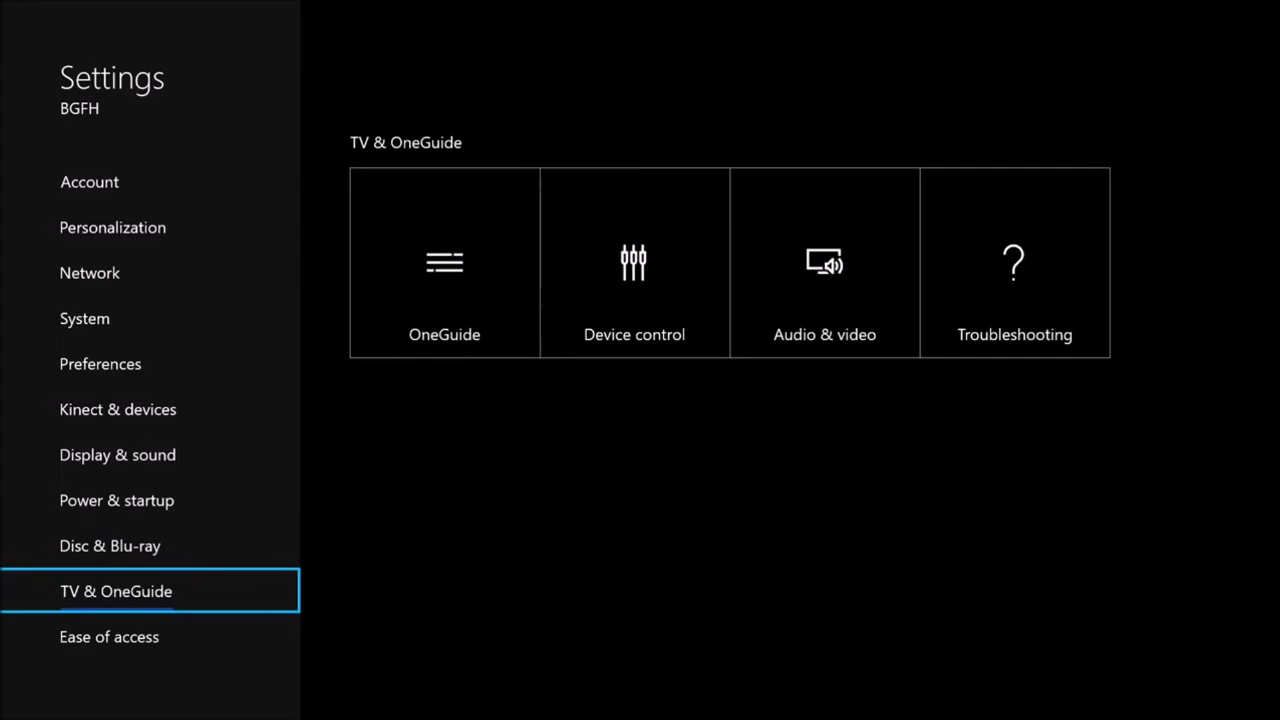 Settings
BGFH
Account
Personalization
Network
System
Preferences
Kinect & devices
Display & sound
Power & startup
Disc & Blu-ray
TV & OneGuide
Ease of access
TV & OneGuide
OneGuide
Device control
Audio & video
Troubleshooting